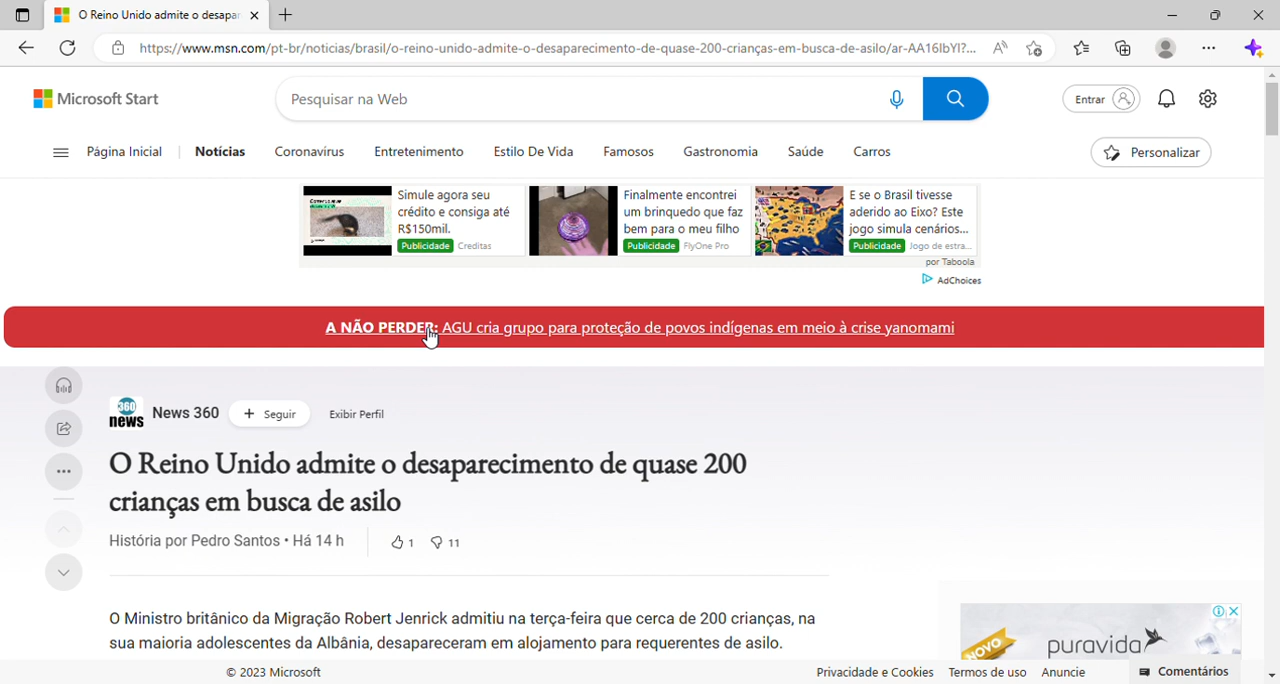 O Reino Unido admite o desapar
https://www.msn.com/pt-br/noticias/brasil/o-reino-unido-admite-o-desaparecimento-de-quase-200-crianças-em-busca-de-asilo/ar-AA16IbYI?...
Microsoft Start
Pesquisar na Web
Entrar
Página Inicial
Notícias
Coronavirus
Entretenimento
Estilo De Vida
Famosos
Gastronomia
Saúde
Carros
Personalizar
Simule agora seu
crédito e consiga até
R$150mil.
Publicidade Creditas
Finalmente encontrei
um brinquedo que faz
bem para o meu filho
Publicidade FlyOne Pro
E se o Brasil tivesse
aderido ao Eixo? Este
jogo simula cenários...
Publicidade Jogo de estra...
por Taboola
AdChoices
A NÃO PERDER: AGU cria grupo para proteção de povos indígenas em meio à crise yanomami
360
news
News 360
+ Seguir
Exibir Perfil
O Reino Unido admite o desaparecimento de quase 200
crianças em busca de asilo
História por Pedro Santos • Há 14 h
1
11
O Ministro britânico da Migração Robert Jenrick admitiu na terça-feira que cerca de 200 crianças, na
sua maioria adolescentes da Albânia, desapareceram em alojamento para requerentes de asilo.
NOVO
puravida
© 2023 Microsoft
Privacidade e Cookies
Termos de uso
Anuncie
Comentários